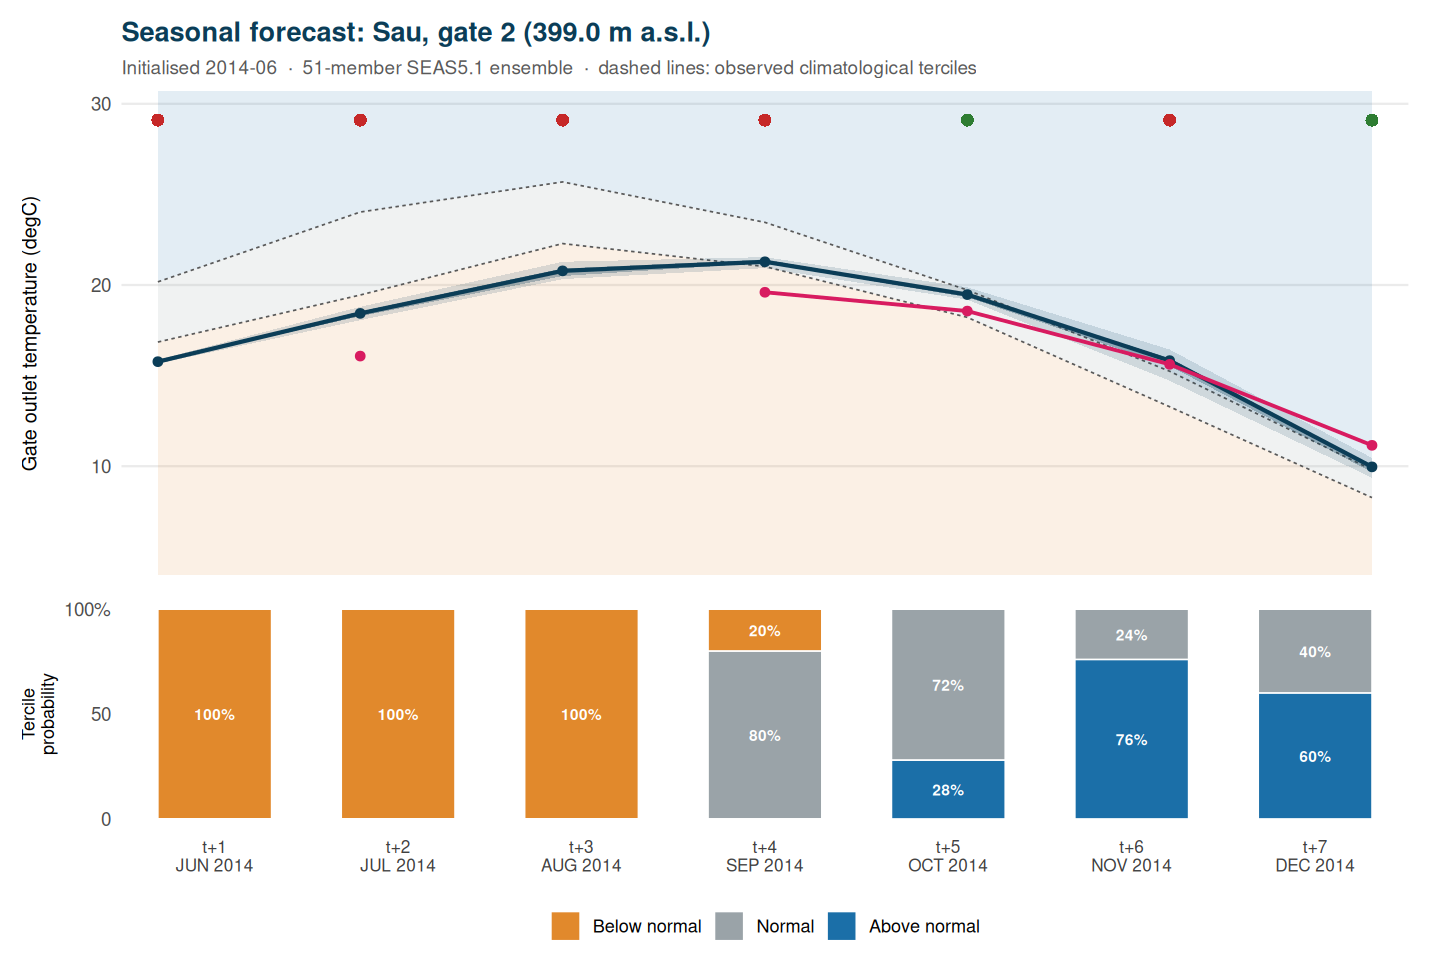 Seasonal forecast: Sau, gate 2 (399.0 m a.s.l.)
Initialised 2014-06 · 51-member SEAS5.1 ensemble · dashed lines: observed climatological terciles
Gate outlet temperature (degC)
30
20
10
Tercile
probability
100%
50
0
100%
100%
100%
20%
80%
72%
28%
24%
76%
40%
60%
t+1
JUN 2014
t+2
JUL 2014
t+3
AUG 2014
t+4
SEP 2014
t+5
OCT 2014
t+6
NOV 2014
t+7
DEC 2014
Below normal
Normal
Above normal